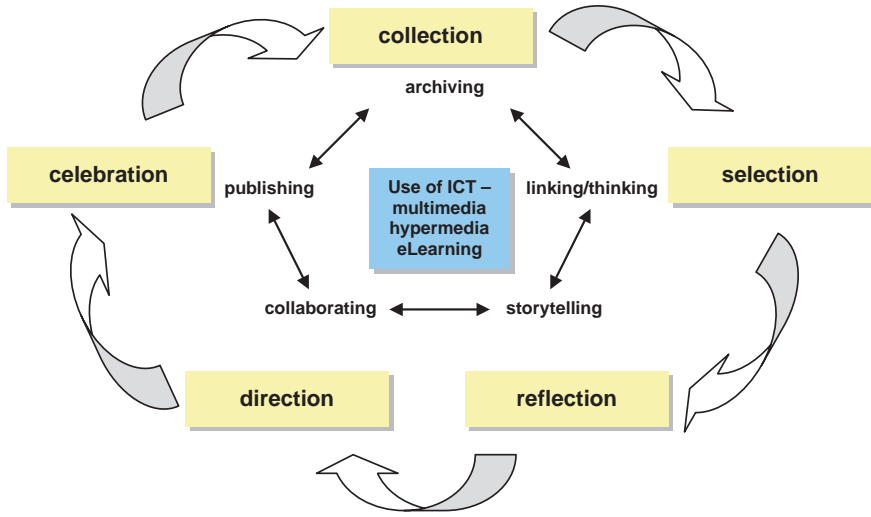 collection
archiving
celebration
publishing
Use of ICT –
multimedia
hypermedia
eLearning
linking/thinking
selection
collaborating
storytelling
direction
reflection